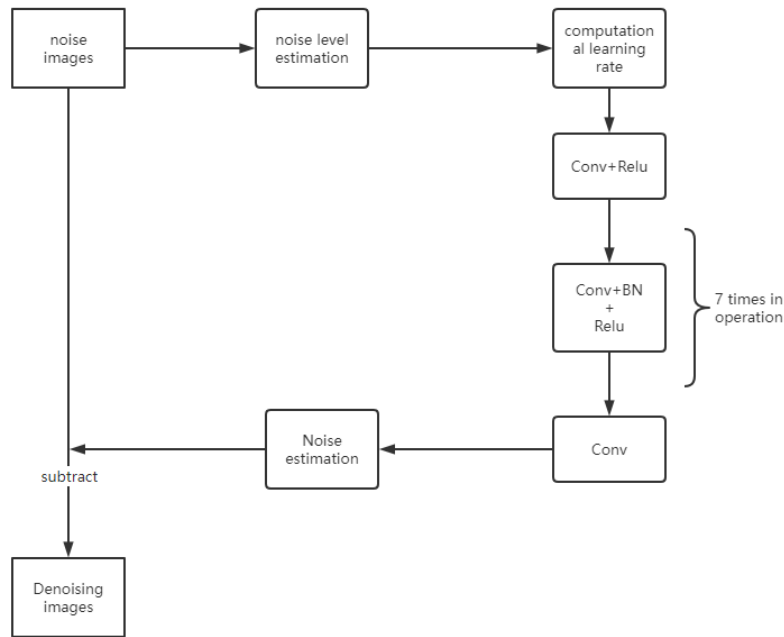 noise
images
noise level
estimation
computation
al learning
rate
Conv+Relu
Conv+BN
+
Relu
7 times in
operation
Conv
Noise
estimation
subtract
Denoising
images